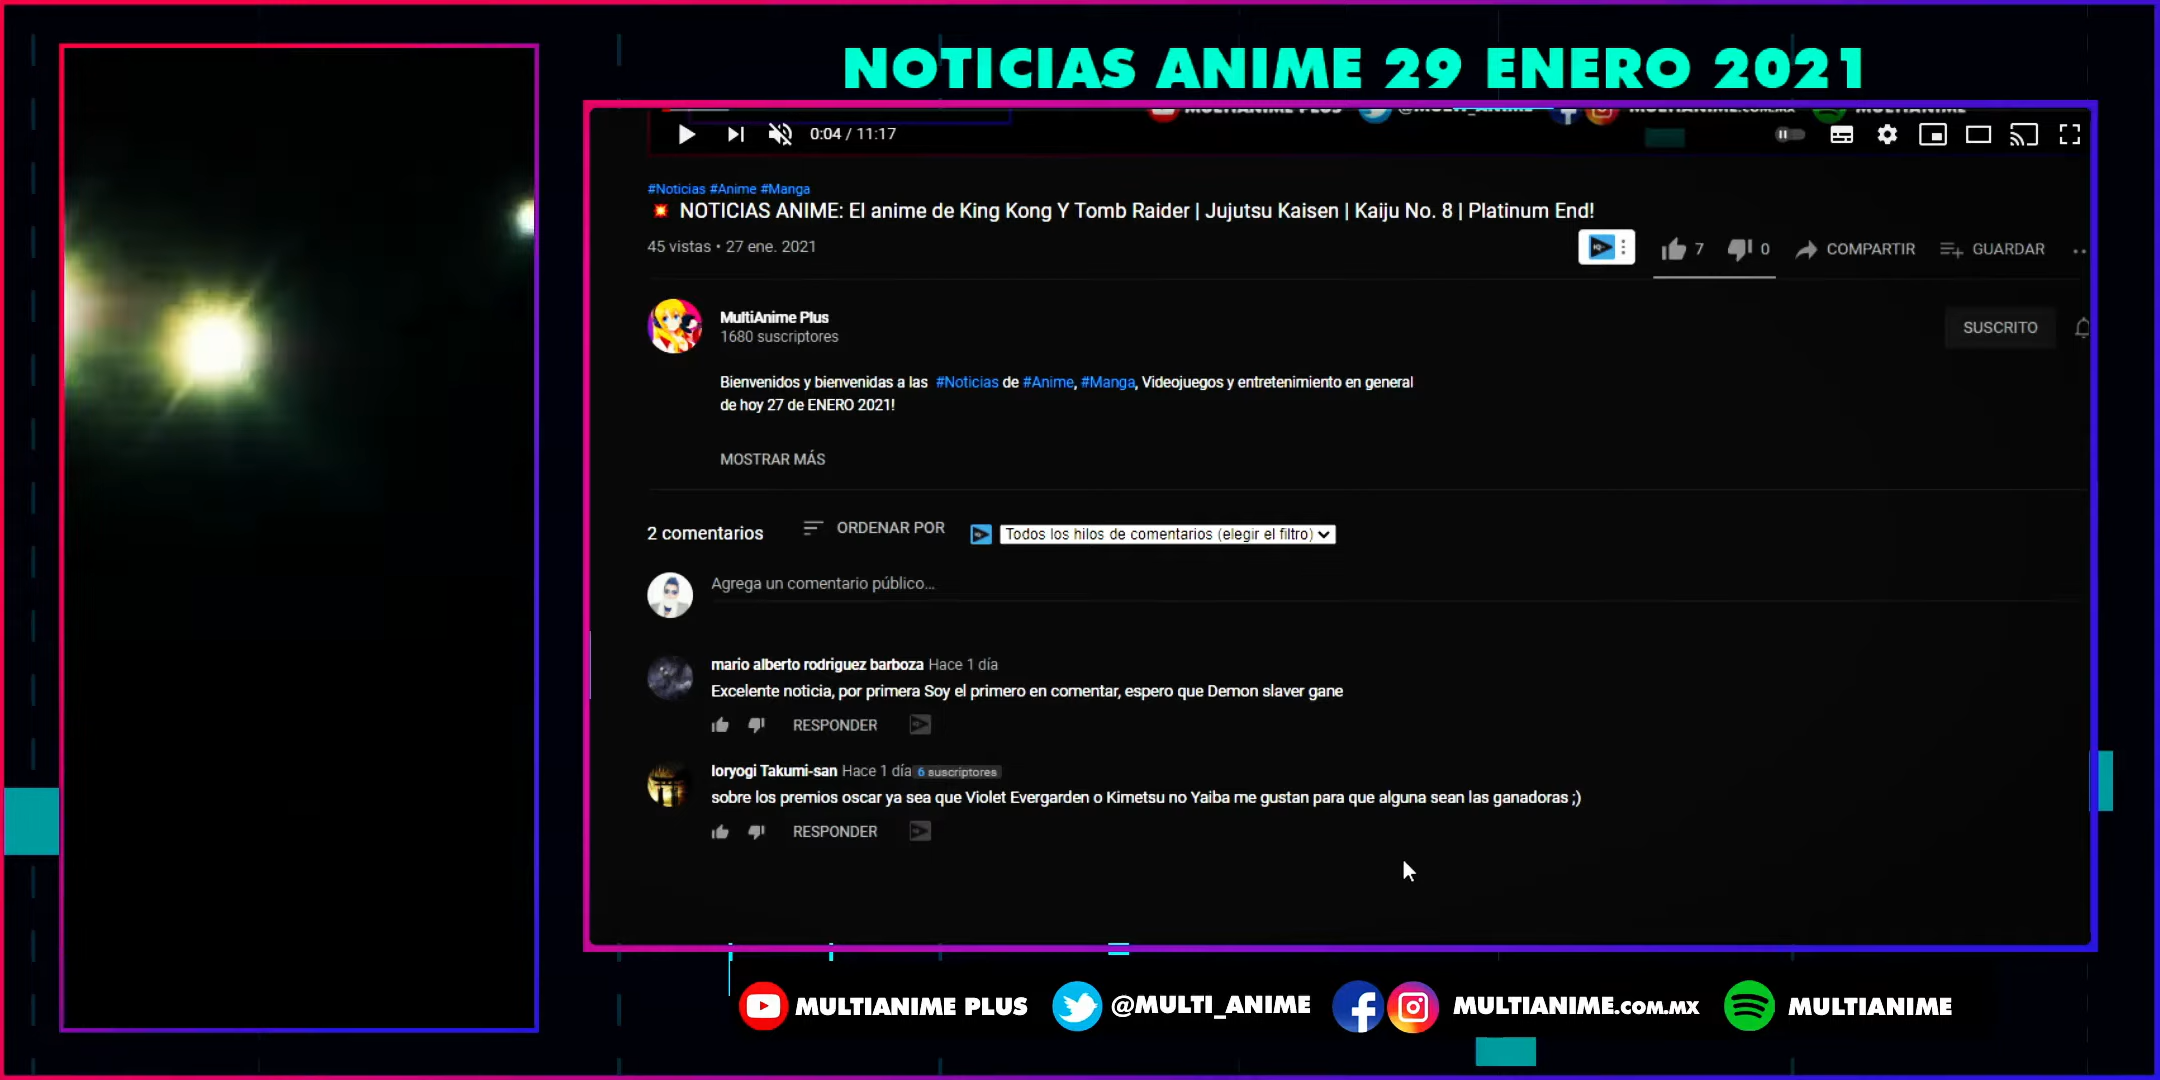 NOTICIAS ANIME 29 ENERO 2021
0:04 / 11:17
#Noticias #Anime #Manga
NOTICIAS ANIME: El anime de King Kong Y Tomb Raider | Jujutsu Kaisen | Kaiju No. 8 | Platinum End!
45 vistas • 27 ene. 2021
7 0 COMPARTIR GUARDAR
MultiAnime Plus
1680 suscriptores
SUSCRITO
Bienvenidos y bienvenidas a las #Noticias de #Anime, #Manga, Videojuegos y entretenimiento en general
de hoy 27 de ENERO 2021!
MOSTRAR MÁS
2 comentarios ORDENAR POR Todos los hilos de comentarios (elegir el filtro)
Agrega un comentario público...
mario alberto rodriguez barboza Hace 1 día
Excelente noticia, por primera Soy el primero en comentar, espero que Demon slaver gane
RESPONDER
Ioryogi Takumi-san Hace 1 día 6 suscriptores
sobre los premios oscar ya sea que Violet Evergarden o Kimetsu no Yaiba me gustan para que alguna sean las ganadoras ;)
RESPONDER
MULTIANIME PLUS @MULTI_ANIME MULTIANIME.COM.MX MULTIANIME